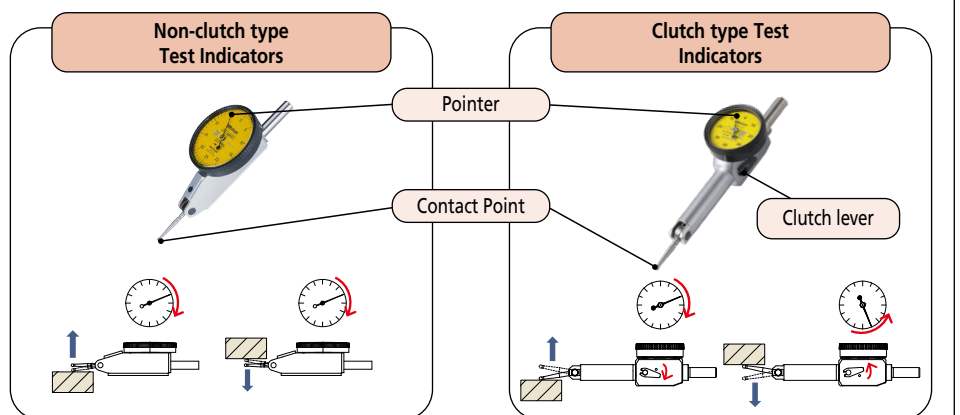 Non-clutch type
Test Indicators
Clutch type Test
Indicators
Pointer
Contact Point
Clutch lever